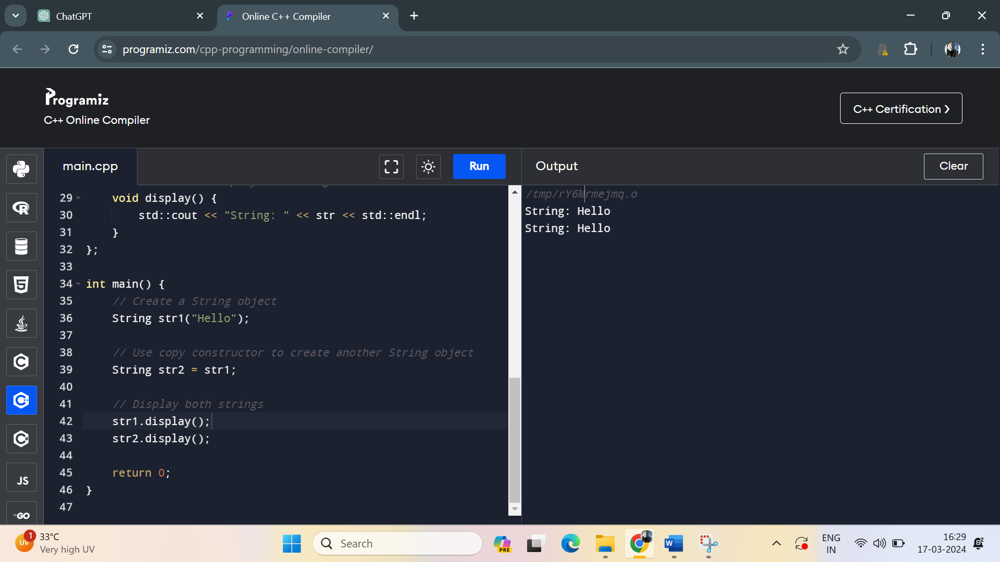 ChatGPT
Online C++ Compiler
programiz.com/cpp-programming/online-compiler/
Programiz
C++ Online Compiler
C++ Certification ❯
main.cpp
Run
Output
Clear
29 void display() {
30 std::cout << "String: " << str << std::endl;
31 }
32 };
33
34 int main() {
35 // Create a String object
36 String str1("Hello");
37
38 // Use copy constructor to create another String object
39 String str2 = str1;
40
41 // Display both strings
42 str1.display();
43 str2.display();
44
45 return 0;
46 }
47
/tmp/rY6Mrmejmq.o
String: Hello
String: Hello
JS
GO
UV
1
33°C
Very high UV
Search
PRE
W
ENG
IN
16:29
17-03-2024